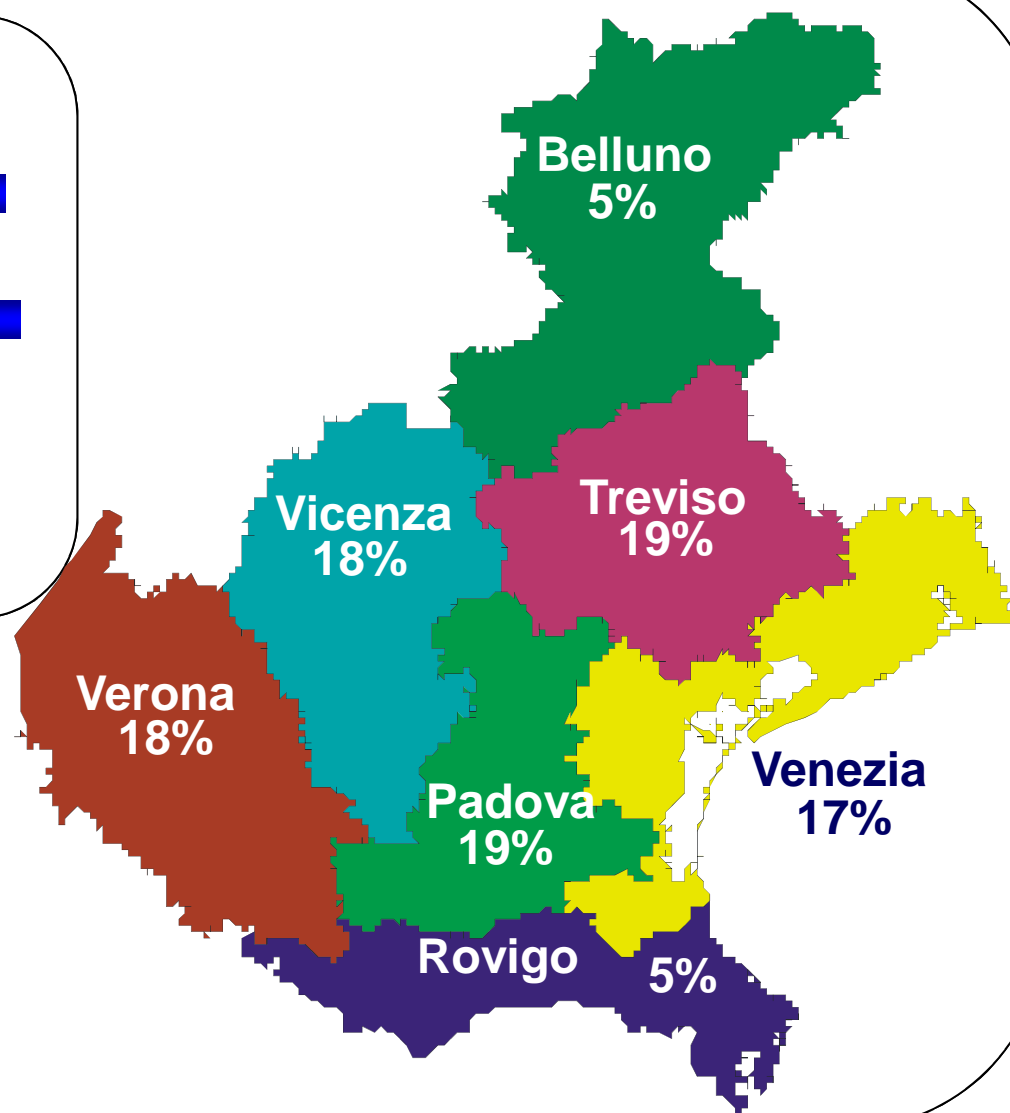 Belluno
5%
Treviso
19%
Vicenza
18%
Verona
18%
Venezia
17%
Padova
19%
Rovigo
5%